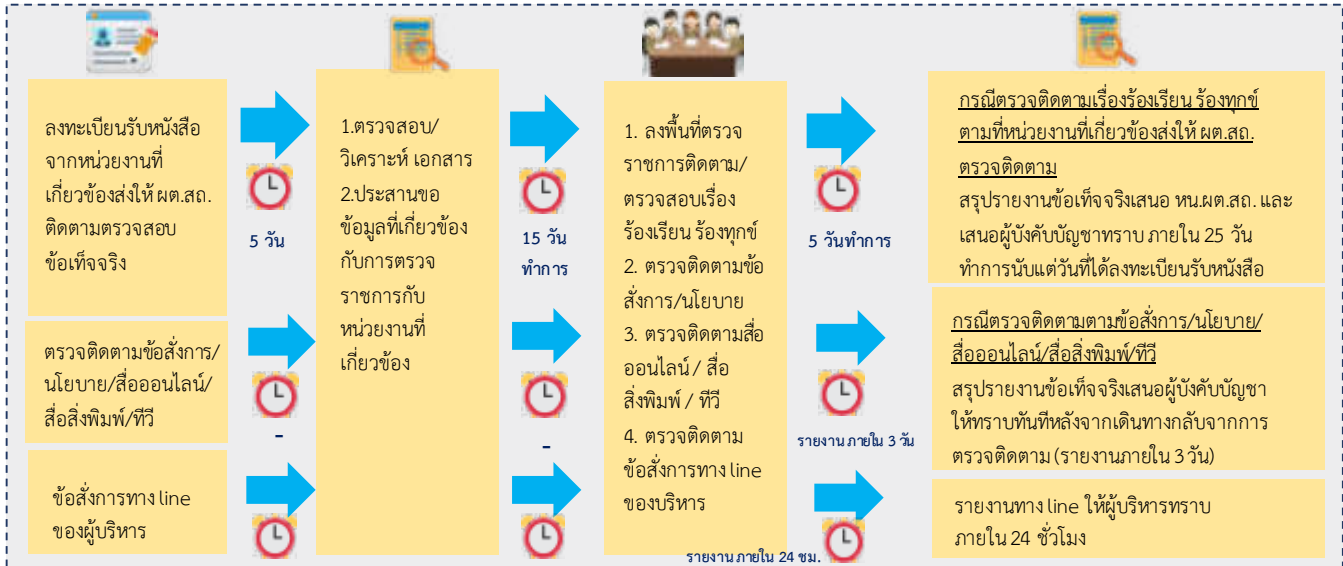 ลงทะเบียนรับหนังสือ
จากหน่วยงานที่
เกี่ยวข้องส่งให้ ผต.สถ.
ติดตามตรวจสอบ
ข้อเท็จจริง
5 วัน
1.ตรวจสอบ/
วิเคราะห์ เอกสาร
2.ประสานขอ
ข้อมูลที่เกี่ยวข้อง
กับการตรวจ
ราชการกับ
หน่วยงานที่
เกี่ยวข้อง
15 วัน
ทำการ
1. ลงพื้นที่ตรวจ
ราชการติดตาม/
ตรวจสอบเรื่อง
ร้องเรียน ร้องทุกข์
2. ตรวจติดตามข้อ
สั่งการ/นโยบาย
3. ตรวจติดตามสื่อ
ออนไลน์ / สื่อ
สิ่งพิมพ์ / ทีวี
4. ตรวจติดตาม
ข้อสั่งการทาง line
ของบริหาร
5 วันทำการ
กรณีตรวจติดตามเรื่องร้องเรียน ร้องทุกข์
ตามที่หน่วยงานที่เกี่ยวข้องส่งให้ ผต.สถ.
ตรวจติดตาม
สรุปรายงานข้อเท็จจริงเสนอ หน.ผต.สถ. และ
เสนอผู้บังคับบัญชาทราบ ภายใน 25 วัน
ทำการนับแต่วันที่ได้ลงทะเบียนรับหนังสือ
ตรวจติดตามข้อสั่งการ/
นโยบาย/สื่อออนไลน์/
สื่อสิ่งพิมพ์/ทีวี
-
-
รายงาน ภายใน 3 วัน
กรณีตรวจติดตามตามข้อสั่งการ/นโยบาย/
สื่อออนไลน์/สื่อสิ่งพิมพ์/ทีวี
สรุปรายงานข้อเท็จจริงเสนอผู้บังคับบัญชา
ให้ทราบทันทีหลังจากเดินทางกลับจากการ
ตรวจติดตาม (รายงานภายใน 3 วัน)
ข้อสั่งการทาง line
ของผู้บริหาร
รายงาน ภายใน 24 ชม.
รายงานทาง line ให้ผู้บริหารทราบ
ภายใน 24 ชั่วโมง